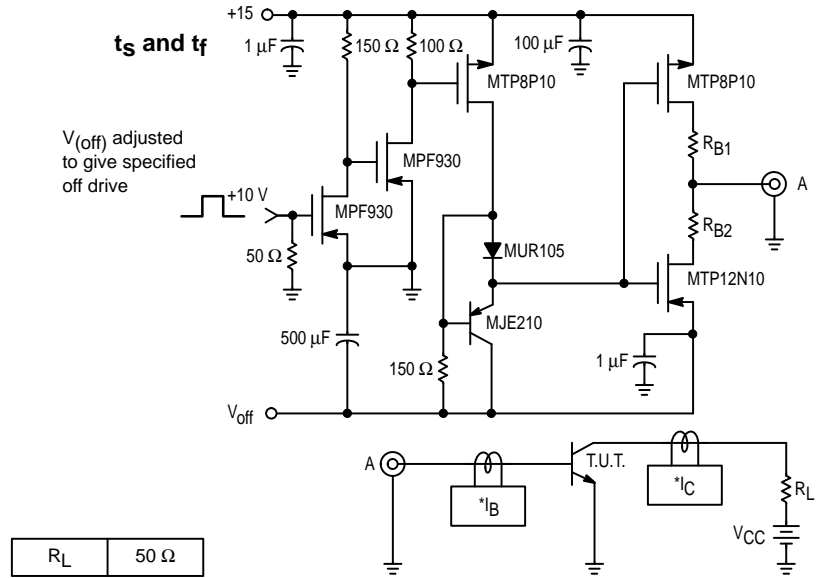 +15
t_s and t_f
1 µF
150 Ω
100 Ω
100 µF
MTP8P10
MTP8P10
V(off) adjusted
to give specified
off drive
R_B1
MPF930
+10 V
MPF930
A
R_B2
50 Ω
MUR105
MTP12N10
500 µF
MJE210
150 Ω
1 µF
V_off
A
T.U.T.
*I_B
*I_C
R_L
V_CC
R_L 50 Ω